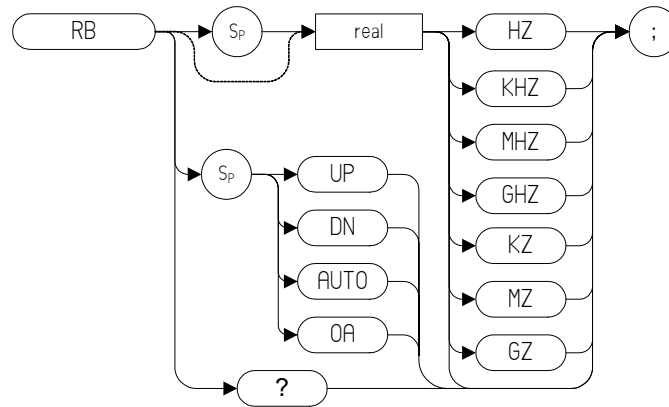 RB SP real HZ ;
KHZ
MHZ
SP UP GHZ
DN KZ
AUTO MZ
OA GZ
?